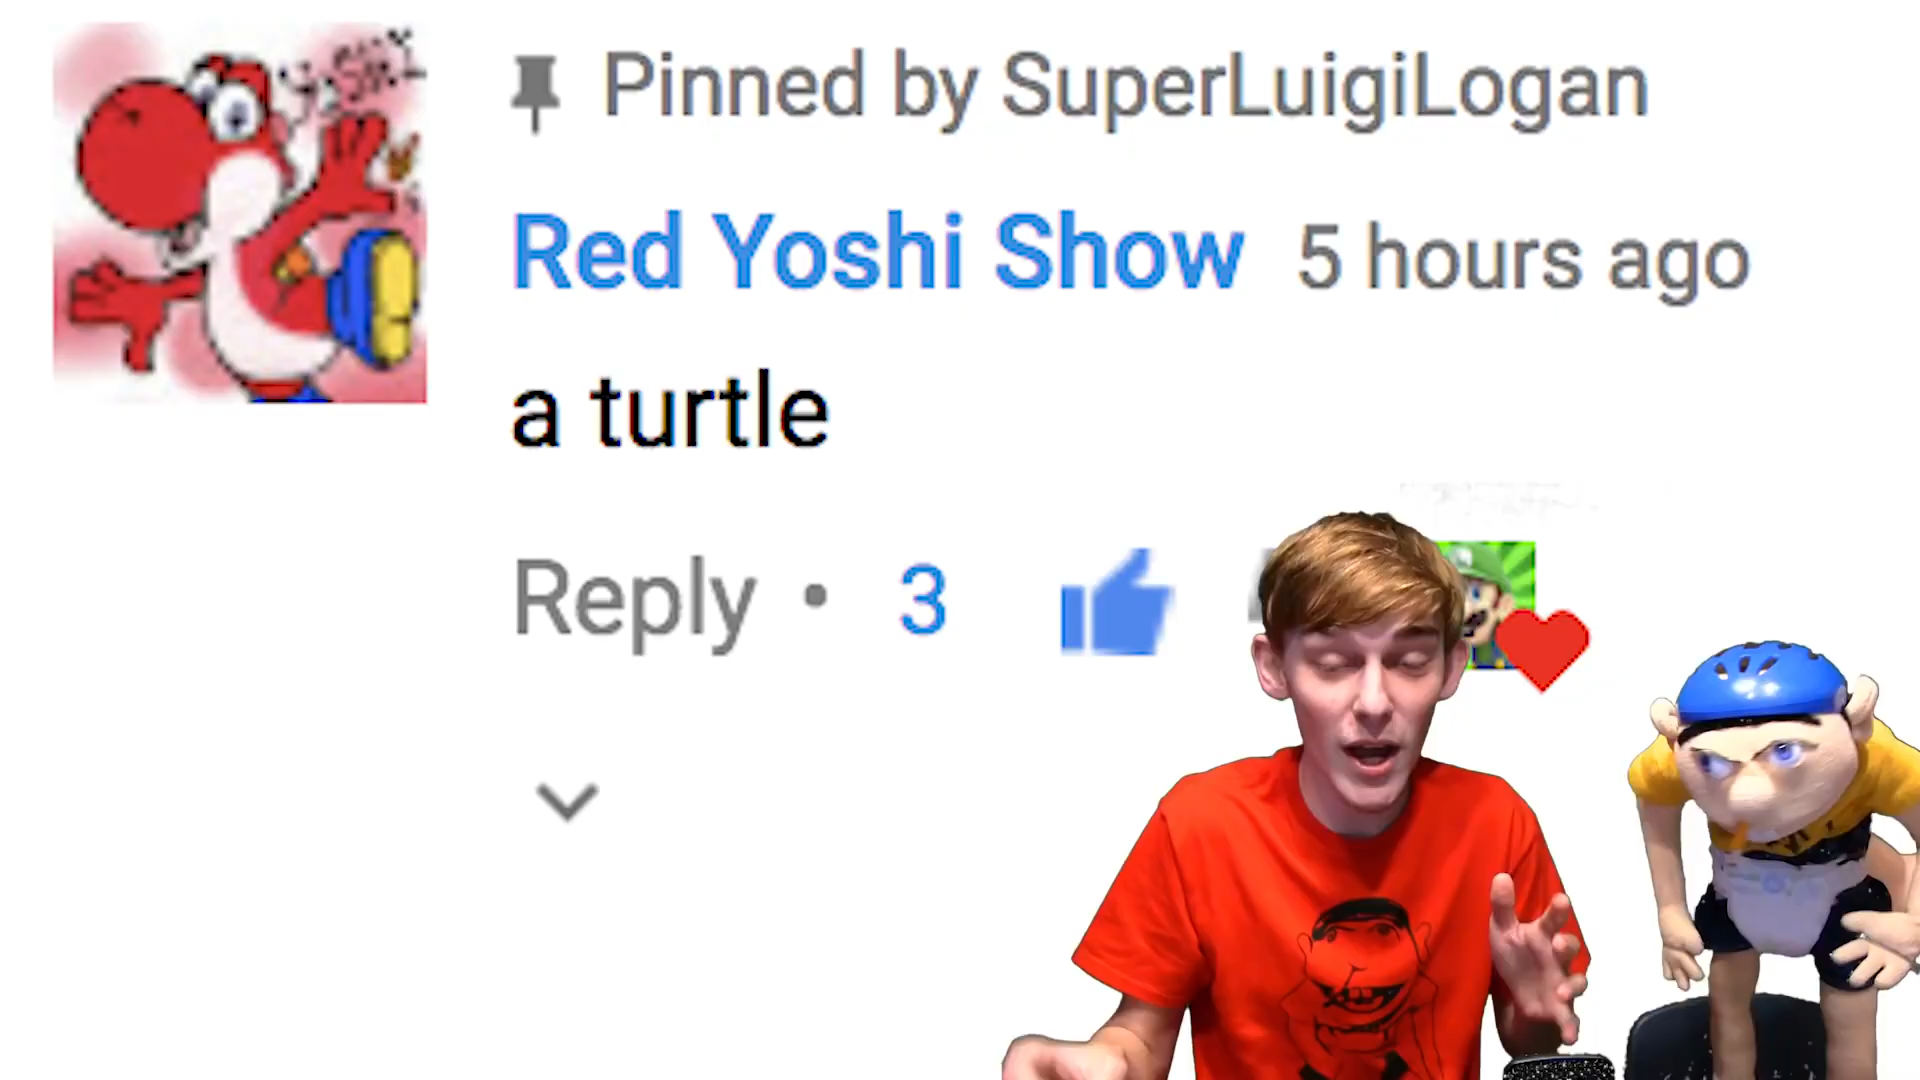 Pinned by SuperLuigiLogan
Red Yoshi Show 5 hours ago
a turtle
Reply • 3